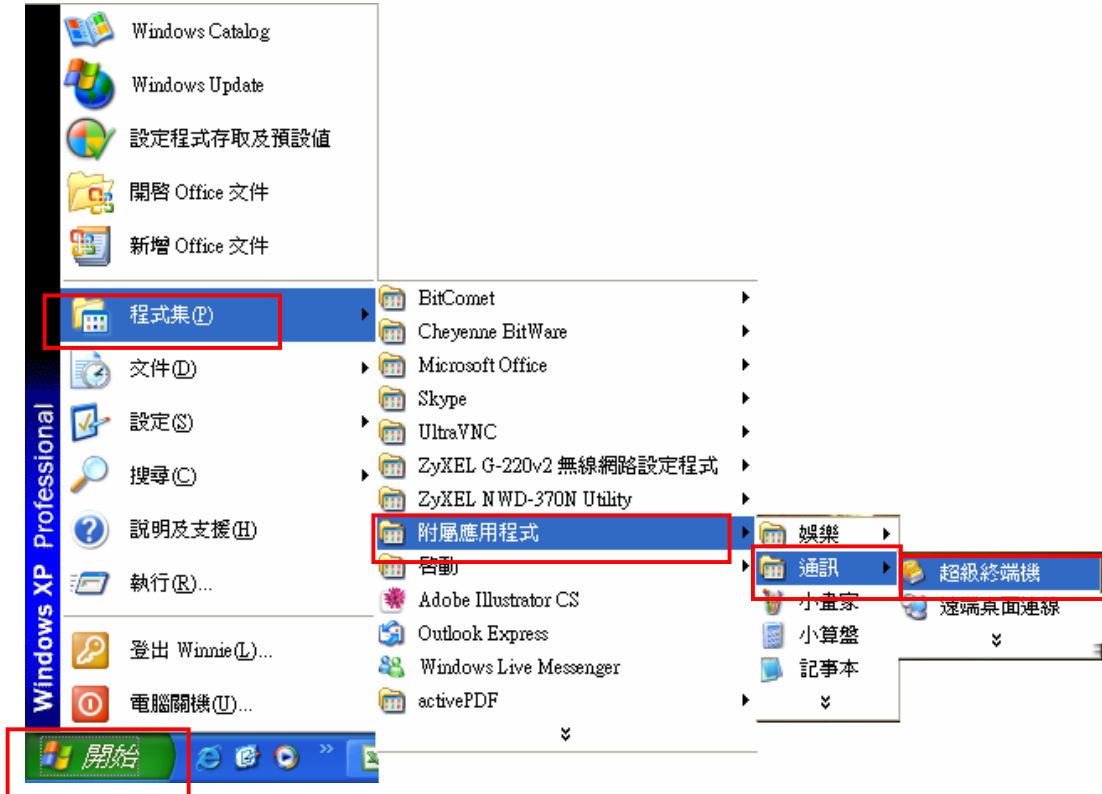 Windows Catalog
Windows Update
設定程式存取及預設値
開啓 Office 文件
新增 Office 文件
程式集(P)
文件(D)
設定(S)
搜尋(C)
說明及支援(H)
執行(R)...
登出 Winnie(L)...
電腦關機(U)...
Windows XP Professional
開始
BitComet
Cheyenne BitWare
Microsoft Office
Skype
UltraVNC
ZyXEL G-220v2 無線網路設定程式
ZyXEL NWD-370N Utility
附屬應用程式
啓動
Adobe Illustrator CS
Outlook Express
Windows Live Messenger
activePDF
娛樂
通訊
小畫家
小算盤
記事本
超級終端機
遠端桌面連線